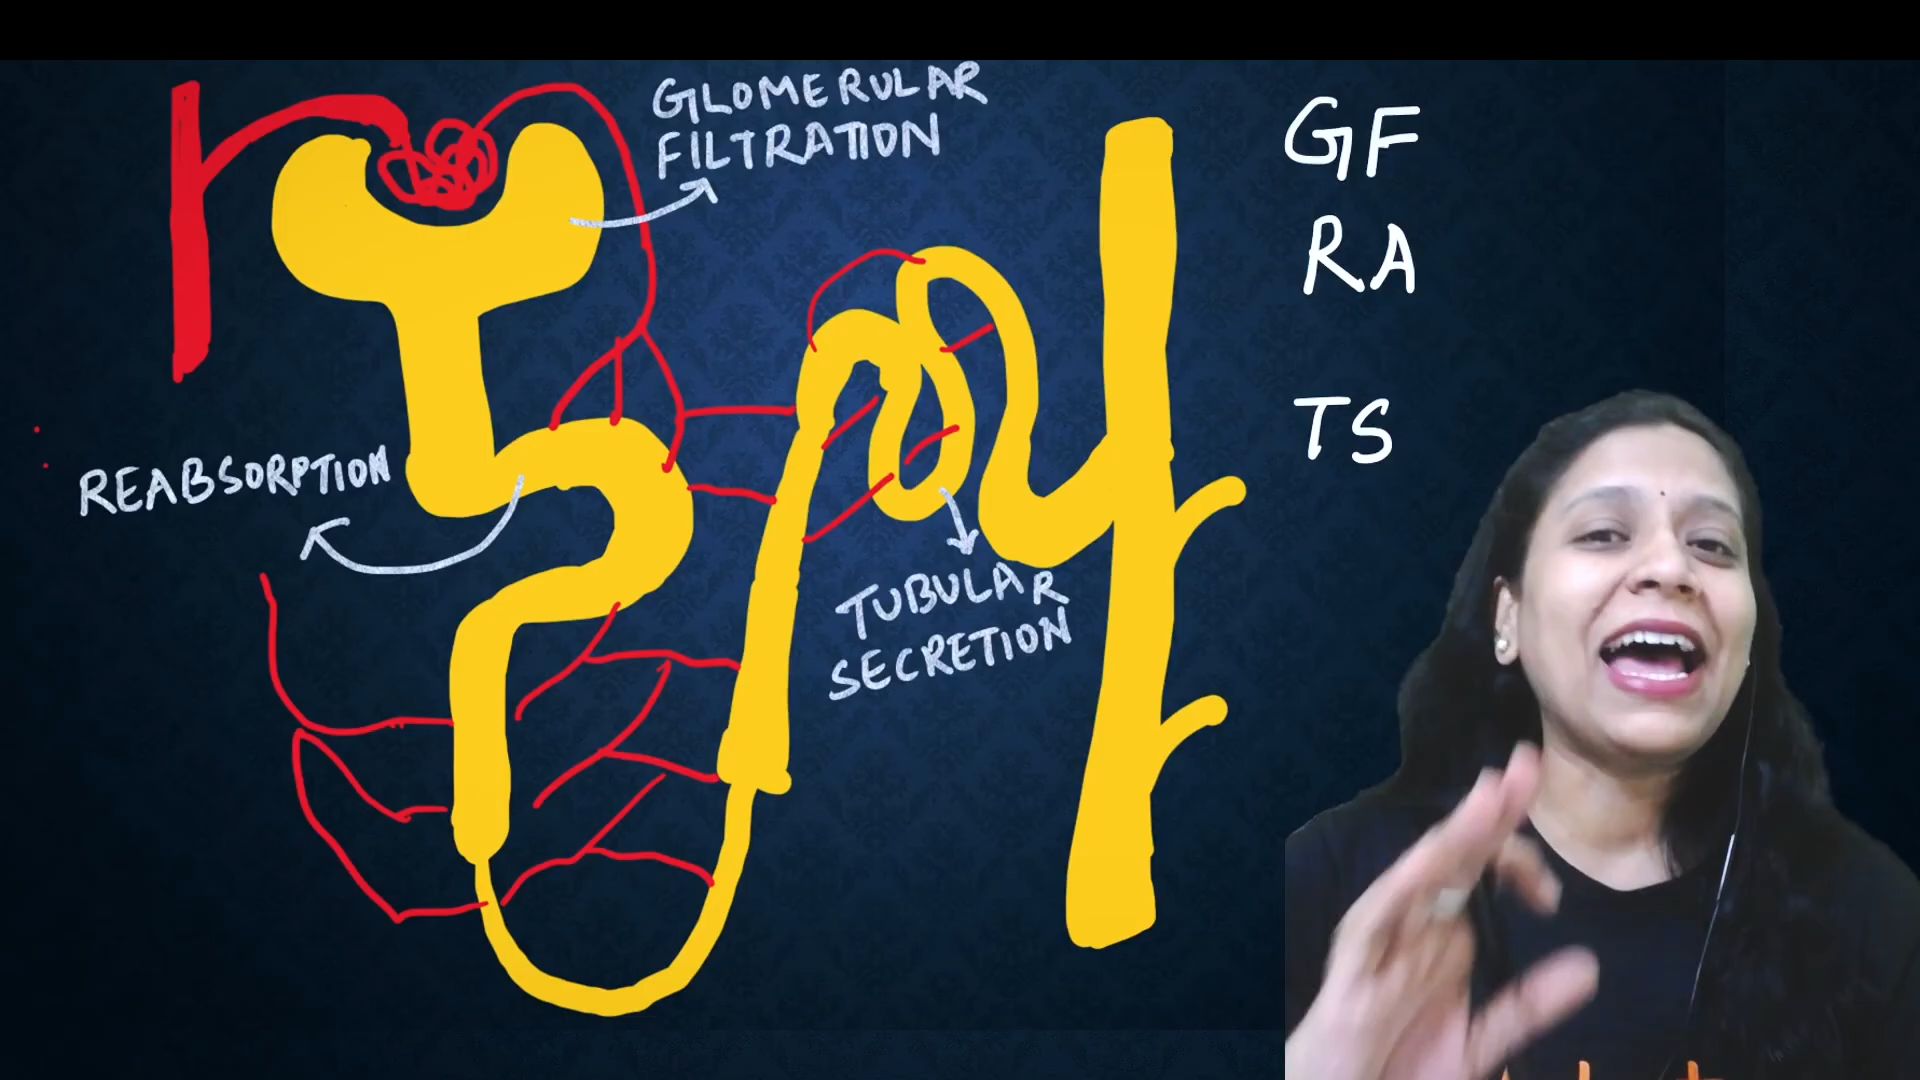 GLOMERULAR
FILTRATION
REABSORPTION
TUBULAR
SECRETION
GF
RA
TS